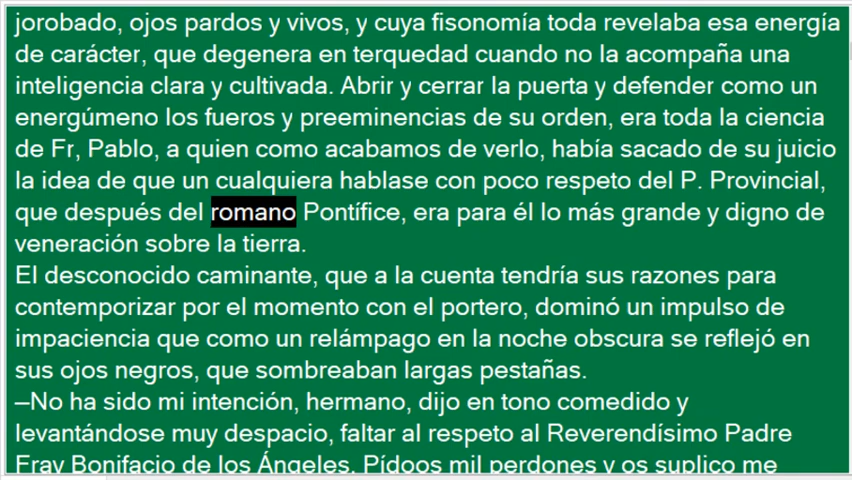 jorobado, ojos pardos y vivos, y cuya fisonomía toda revelaba esa energía
de carácter, que degenera en terquedad cuando no la acompaña una
inteligencia clara y cultivada. Abrir y cerrar la puerta y defender como un
energúmeno los fueros y preeminencias de su orden, era toda la ciencia
de Fr, Pablo, a quien como acabamos de verlo, había sacado de su juicio
la idea de que un cualquiera hablase con poco respeto del P. Provincial,
que después del romano Pontífice, era para él lo más grande y digno de
veneración sobre la tierra.
El desconocido caminante, que a la cuenta tendría sus razones para
contemporizar por el momento con el portero, dominó un impulso de
impaciencia que como un relámpago en la noche obscura se reflejó en
sus ojos negros, que sombreaban largas pestañas.
—No ha sido mi intención, hermano, dijo en tono comedido y
levantándose muy despacio, faltar al respeto al Reverendísimo Padre
Fray Bonifacio de los Ángeles. Pídoos mil perdones y os suplico me